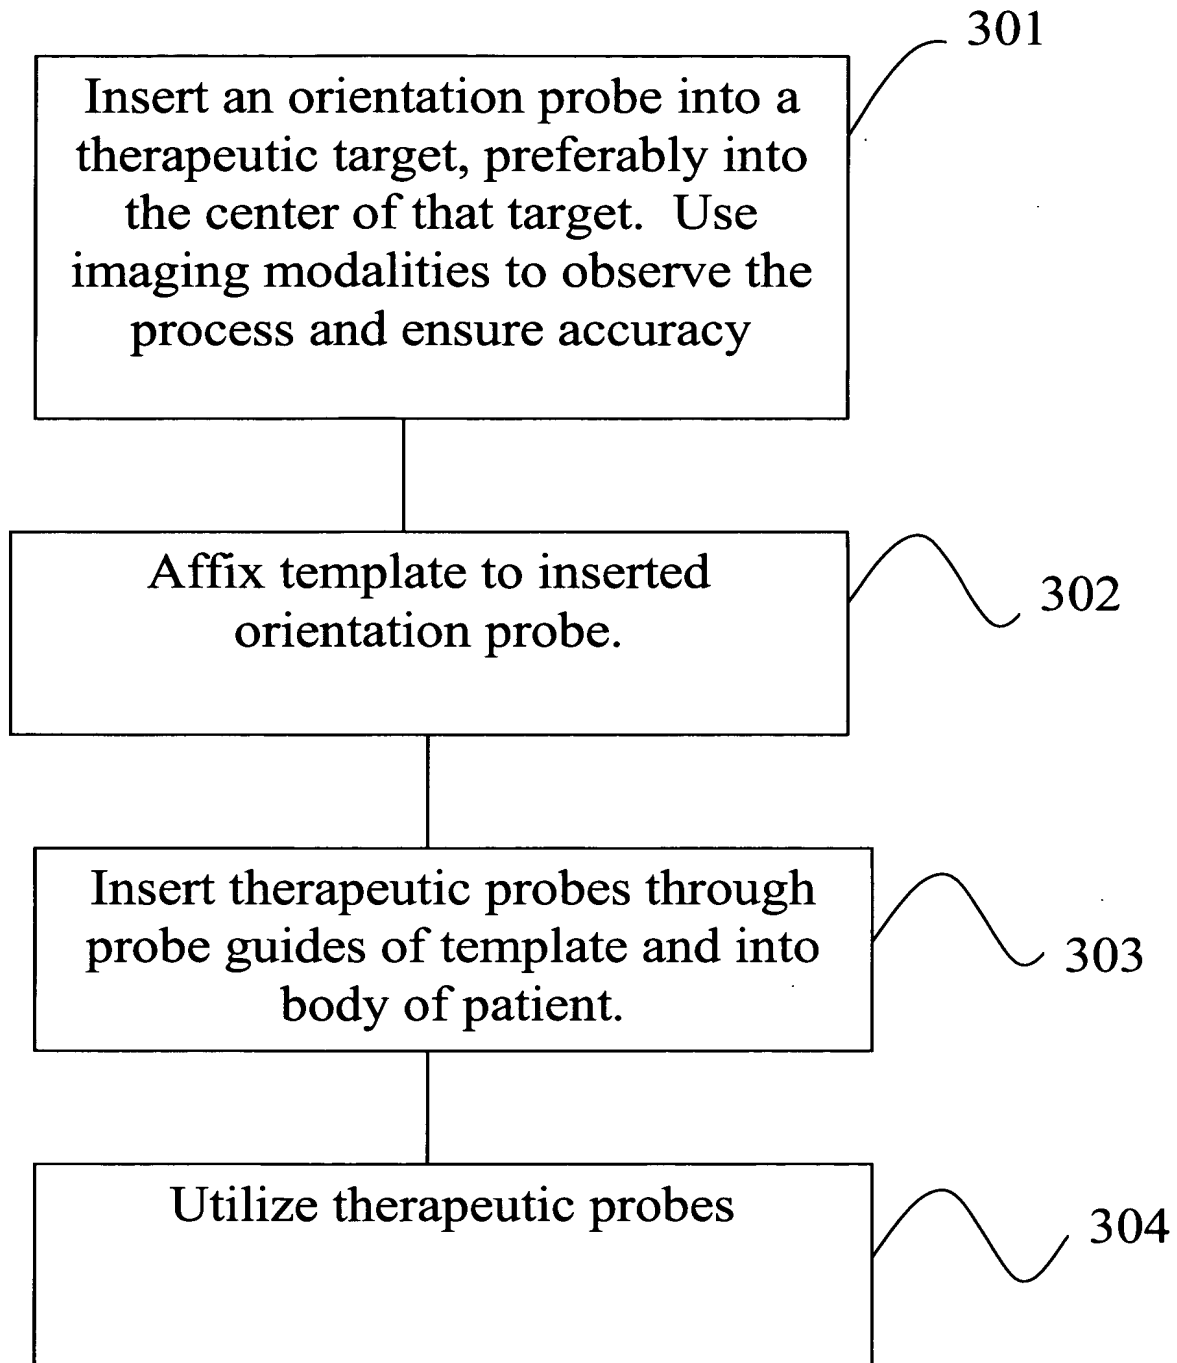 301
Insert an orientation probe into a
therapeutic target, preferably into
the center of that target.  Use
imaging modalities to observe the
process and ensure accuracy
Affix template to inserted
orientation probe.
302
Insert therapeutic probes through
probe guides of template and into
body of patient.
303
Utilize therapeutic probes
304